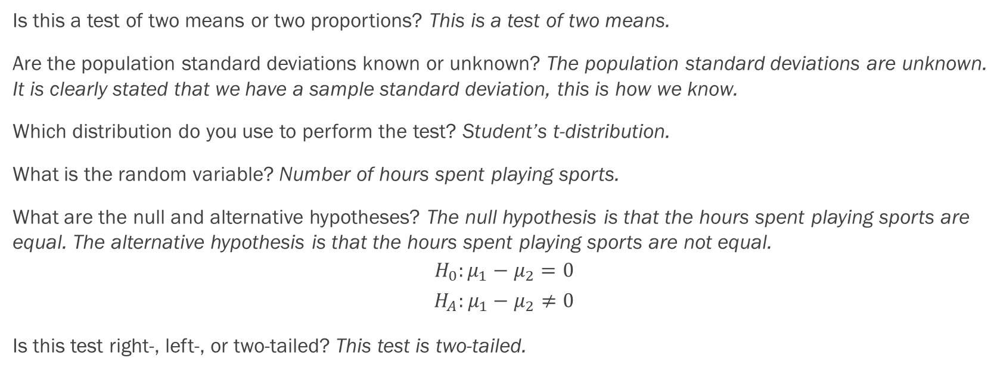 Is this a test of two means or two proportions? This is a test of two means.
Are the population standard deviations known or unknown? The population standard deviations are unknown.
It is clearly stated that we have a sample standard deviation, this is how we know.
Which distribution do you use to perform the test? Student’s t-distribution.
What is the random variable? Number of hours spent playing sports.
What are the null and alternative hypotheses? The null hypothesis is that the hours spent playing sports are
equal. The alternative hypothesis is that the hours spent playing sports are not equal.
H₀: μ₁ − μ₂ = 0
H_A: μ₁ − μ₂ ≠ 0
Is this test right-, left-, or two-tailed? This test is two-tailed.